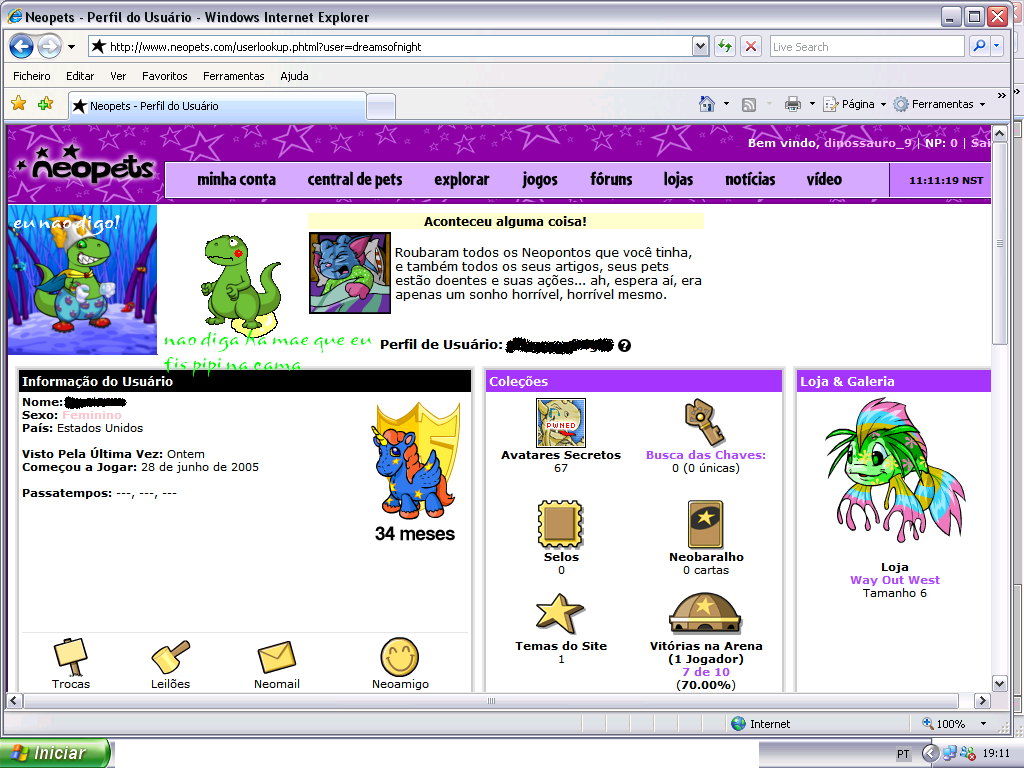 Neopets - Perfil do Usuário - Windows Internet Explorer
http://www.neopets.com/userlookup.phtml?user=dreamsofnight
Live Search
Ficheiro Editar Ver Favoritos Ferramentas Ajuda
Neopets - Perfil do Usuário
Página Ferramentas
neopets
Bem vindo, dinossauro_9 | NP: 0 | Sai
minha conta central de pets explorar jogos fóruns lojas notícias vídeo 11:11:19 NST
eu nao digo!
Aconteceu alguma coisa!
Roubaram todos os Neopontos que você tinha,
e também todos os seus artigos, seus pets
estão doentes e suas ações... ah, espera aí, era
apenas um sonho horrível, horrível mesmo.
nao diga ha mae que eu
fis pipi na cama
Perfil de Usuário:
Informação do Usuário
Nome:
Sexo: Feminino
País: Estados Unidos
Visto Pela Última Vez: Ontem
Começou a Jogar: 28 de junho de 2005
Passatempos: ---, ---, ---
34 meses
Trocas Leilões Neomail Neoamigo
Coleções
PWNED
Avatares Secretos
67
Busca das Chaves:
0 (0 únicas)
Selos
0
Neobaralho
0 cartas
Temas do Site
1
Vitórias na Arena
(1 Jogador)
7 de 10
(70.00%)
Loja & Galeria
Loja
Way Out West
Tamanho 6
Internet 100%
Iniciar PT 19:11